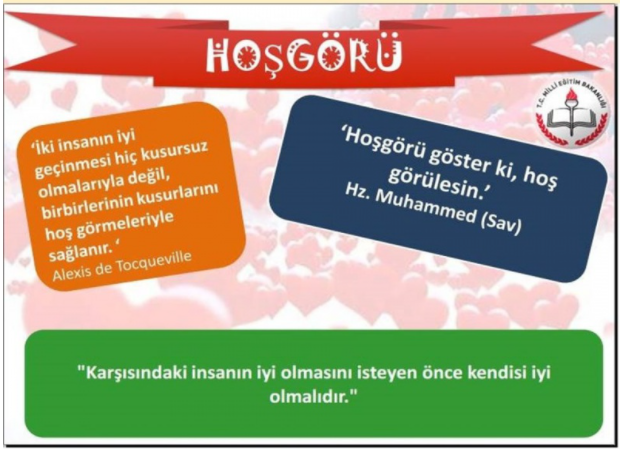 HOŞGÖRÜ
T.C. MİLLİ EĞİTİM BAKANLIĞI
‘İki insanın iyi
geçinmesi hiç kusursuz
olmalarıyla değil,
birbirlerinin kusurlarını
hoş görmeleriyle
sağlanır. ‘
Alexis de Tocqueville
‘Hoşgörü göster ki, hoş
görülesin.’
Hz. Muhammed (Sav)
"Karşısındaki insanın iyi olmasını isteyen önce kendisi iyi
olmalıdır."